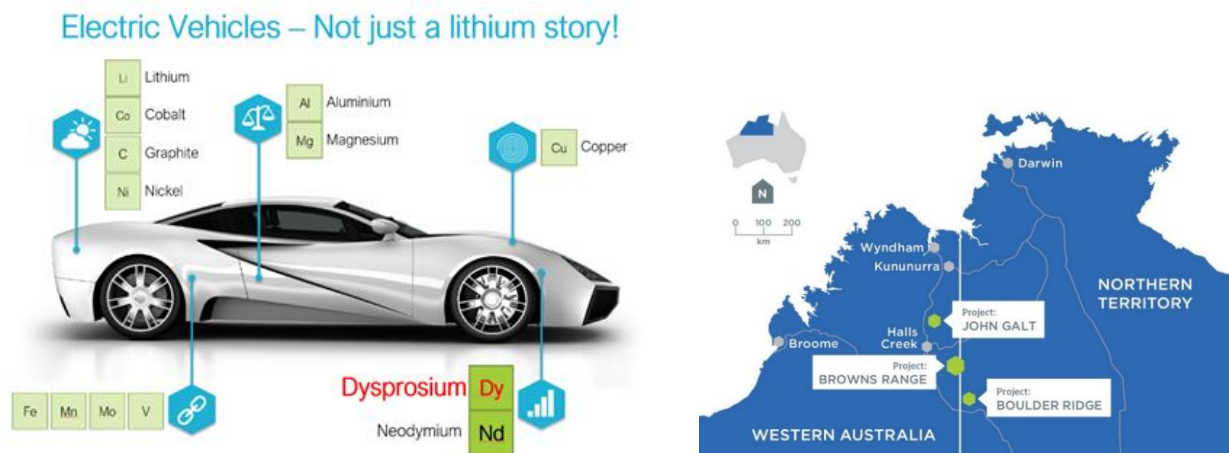 Electric Vehicles – Not just a lithium story!
Li Lithium
Co Cobalt
C Graphite
Ni Nickel
Al Aluminium
Mg Magnesium
Cu Copper
Fe Mn Mo V
Dysprosium Dy
Neodymium Nd
N
0 100 200
km
Darwin
Wyndham
Kununurra
NORTHERN
TERRITORY
Project:
JOHN GALT
Halls
Creek
Broome
Project:
BROWNS RANGE
Project:
BOULDER RIDGE
WESTERN AUSTRALIA